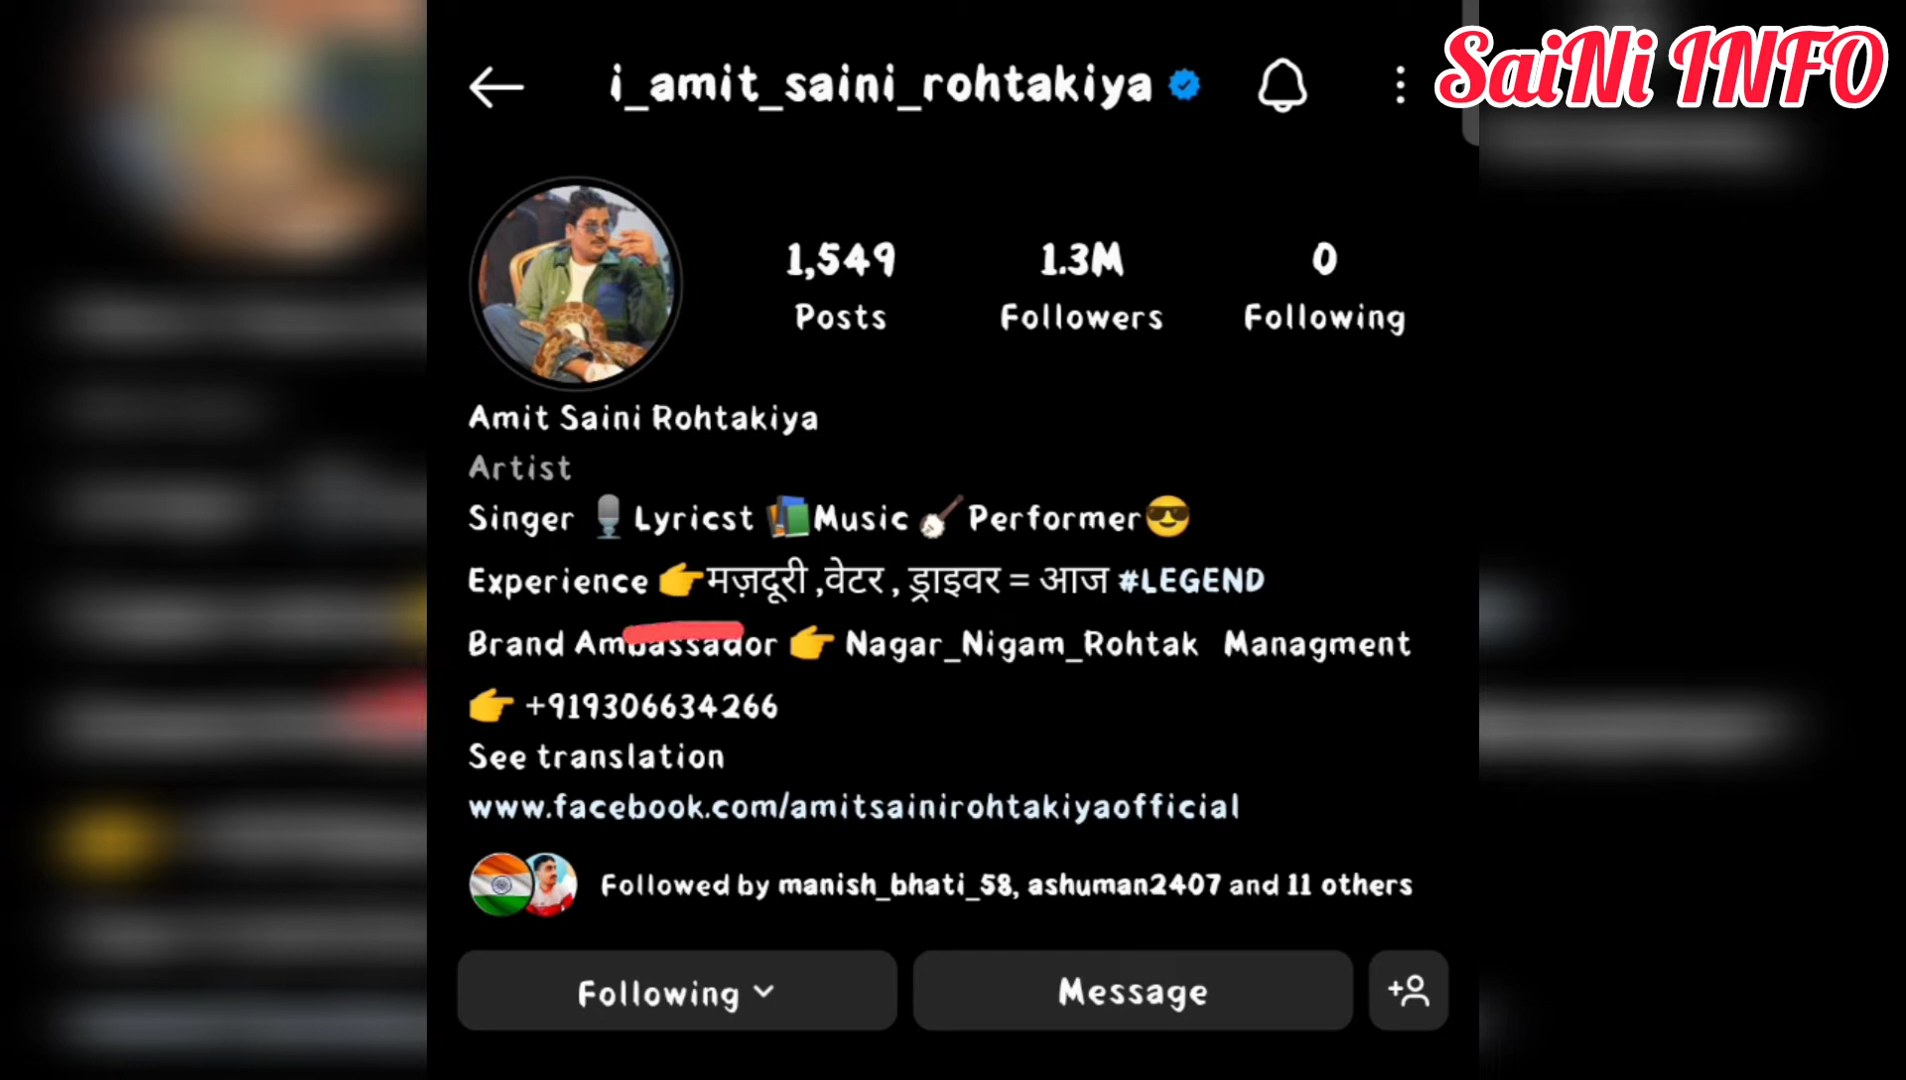 SaiNi INFO
i_amit_saini_rohtakiya
1,549 1.3M 0
Posts Followers Following
Amit Saini Rohtakiya
Artist
Singer 🎙️Lyricst 📚Music 🪕Performer😎
Experience 👉मज़दूरी ,वेटर , ड्राइवर = आज #LEGEND
Brand Ambassador 👉 Nagar_Nigam_Rohtak Managment
👉 +919306634266
See translation
www.facebook.com/amitsainirohtakiyaofficial
Followed by manish_bhati_58, ashuman2407 and 11 others
Following Message